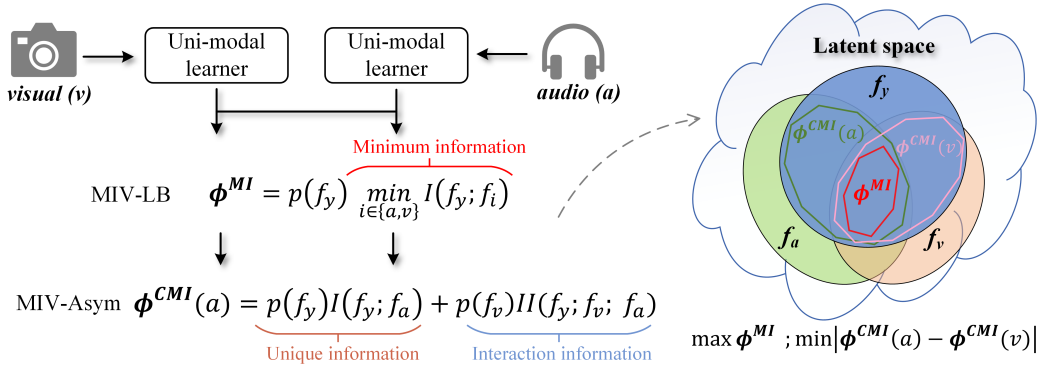 visual (v)
Uni-modal
learner
Uni-modal
learner
audio (a)
Minimum information
MIV-LB ϕ^{MI} = p(f_y) min_{i∈{a,v}} I(f_y; f_i)
MIV-Asym ϕ^{CMI}(a) = p(f_y)I(f_y; f_a) + p(f_v)II(f_y; f_v; f_a)
Unique information
Interaction information
Latent space
f_y
ϕ^{CMI}(a)
ϕ^{CMI}(v)
ϕ^{MI}
f_a
f_v
max ϕ^{MI} ; min|ϕ^{CMI}(a) − ϕ^{CMI}(v)|